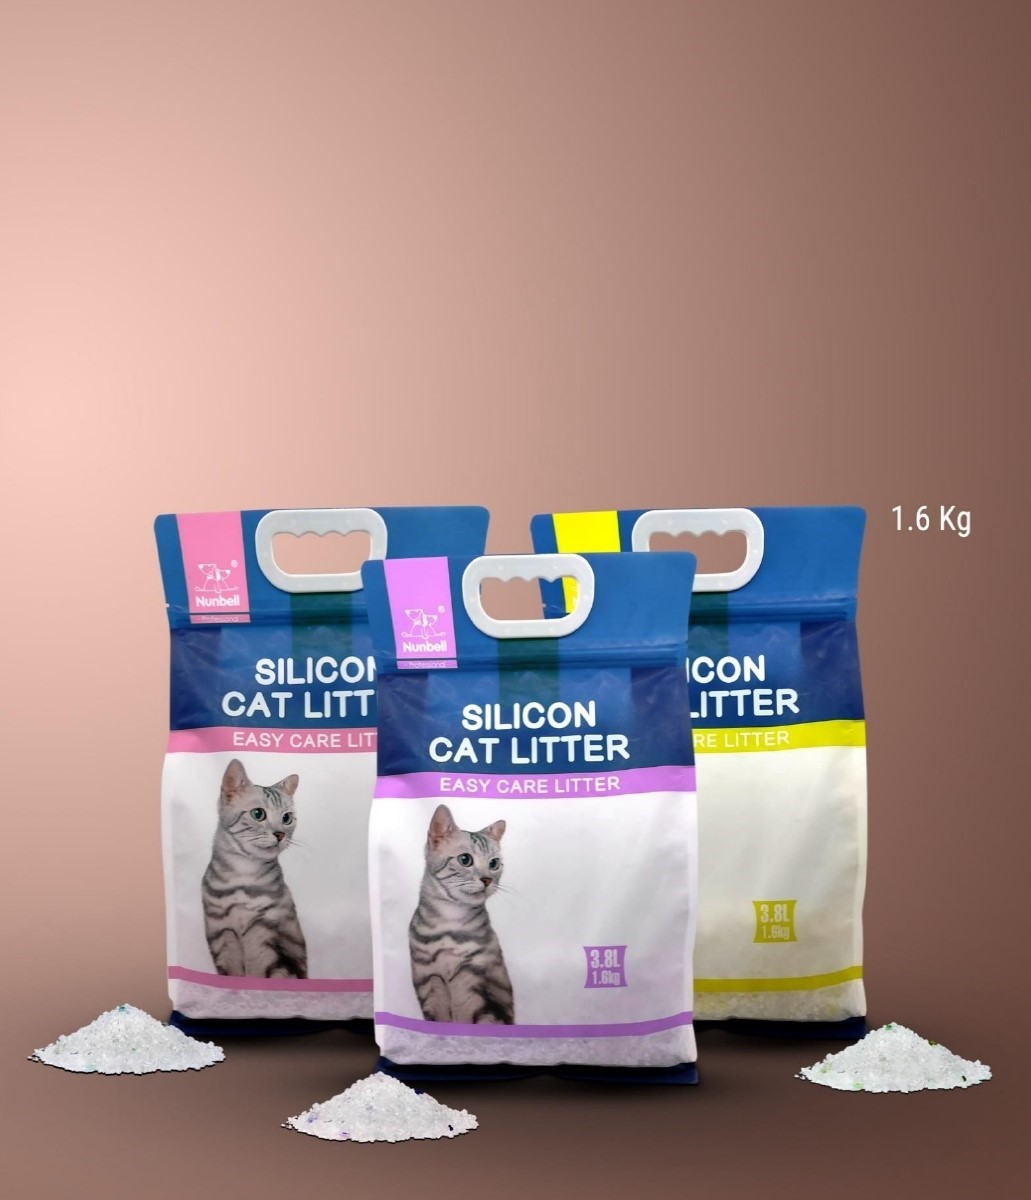 1.6 Kg
Nunbell
Professional
SILICON
CAT LITT
EASY CARE LIT
Nunbell
Professional
SILICON
CAT LITTER
EASY CARE LITTER
3.8L
1.6kg
ICON
LITTER
RE LITTER
3.8L
1.6kg